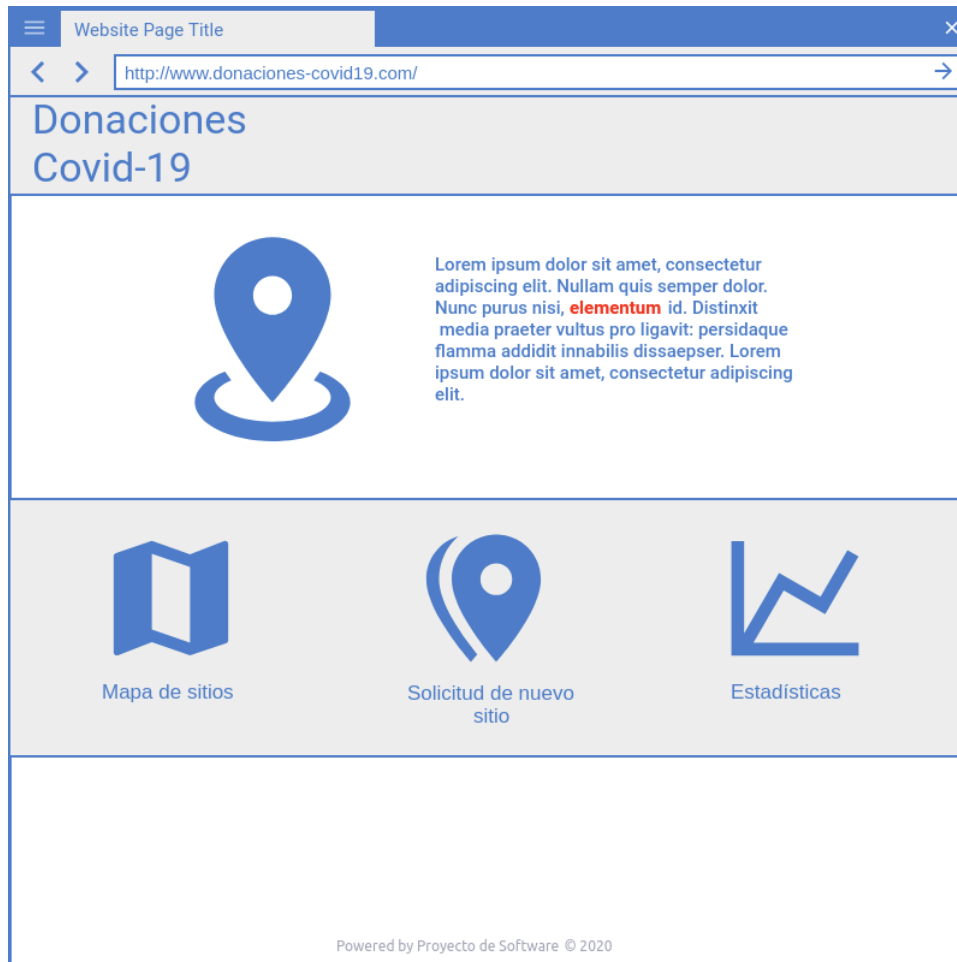 Website Page Title
http://www.donaciones-covid19.com/
Donaciones
Covid-19
Lorem ipsum dolor sit amet, consectetur
adipiscing elit. Nullam quis semper dolor.
Nunc purus nisi, elementum id. Distinxit
media praeter vultus pro ligavit: persidaque
flamma addidit innabilis dissaepser. Lorem
ipsum dolor sit amet, consectetur adipiscing
elit.
Mapa de sitios
Solicitud de nuevo
sitio
Estadísticas
Powered by Proyecto de Software © 2020